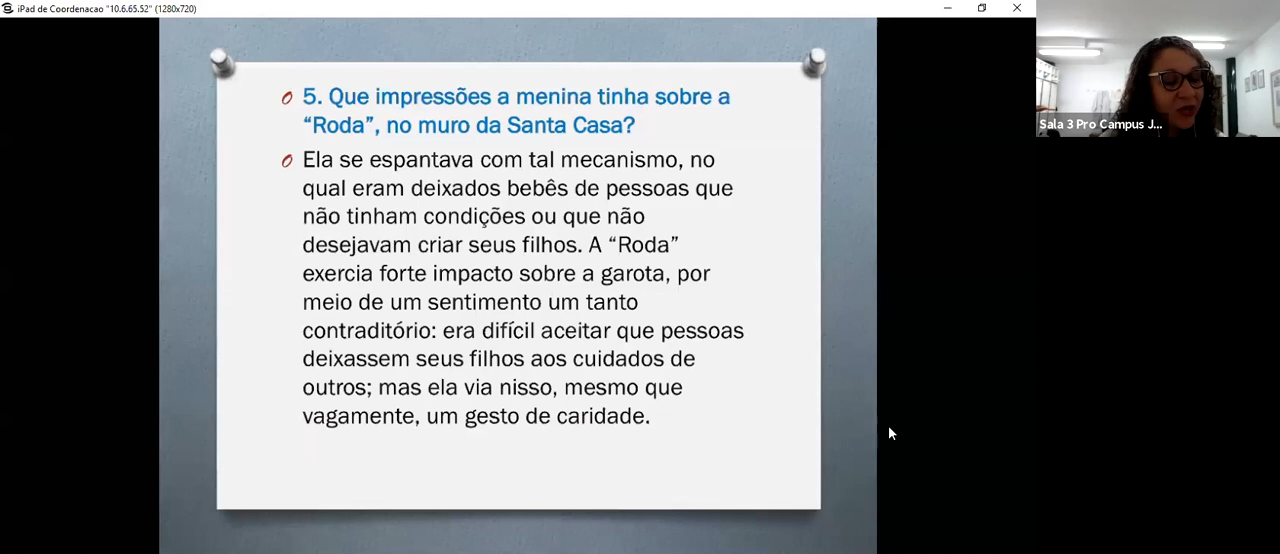 iPad de Coordenacao "10.6.65.52" (1280x720)
5. Que impressões a menina tinha sobre a
“Roda”, no muro da Santa Casa?
Ela se espantava com tal mecanismo, no
qual eram deixados bebês de pessoas que
não tinham condições ou que não
desejavam criar seus filhos. A “Roda”
exercia forte impacto sobre a garota, por
meio de um sentimento um tanto
contraditório: era difícil aceitar que pessoas
deixassem seus filhos aos cuidados de
outros; mas ela via nisso, mesmo que
vagamente, um gesto de caridade.
Sala 3 Pro Campus J...